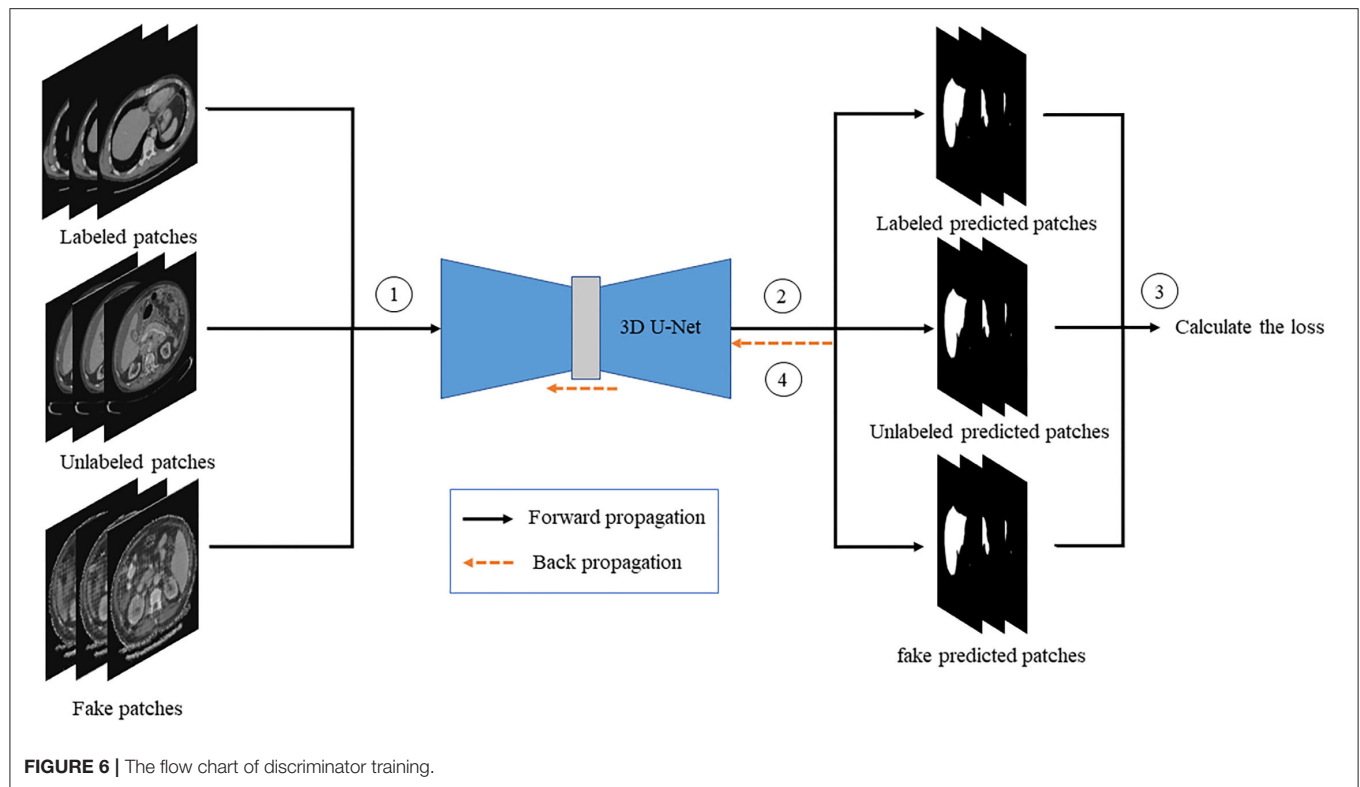 Labeled patches
Unlabeled patches
Fake patches
1
3D U-Net
2
4
Forward propagation
Back propagation
Labeled predicted patches
Unlabeled predicted patches
fake predicted patches
3
Calculate the loss
FIGURE 6 | The flow chart of discriminator training.